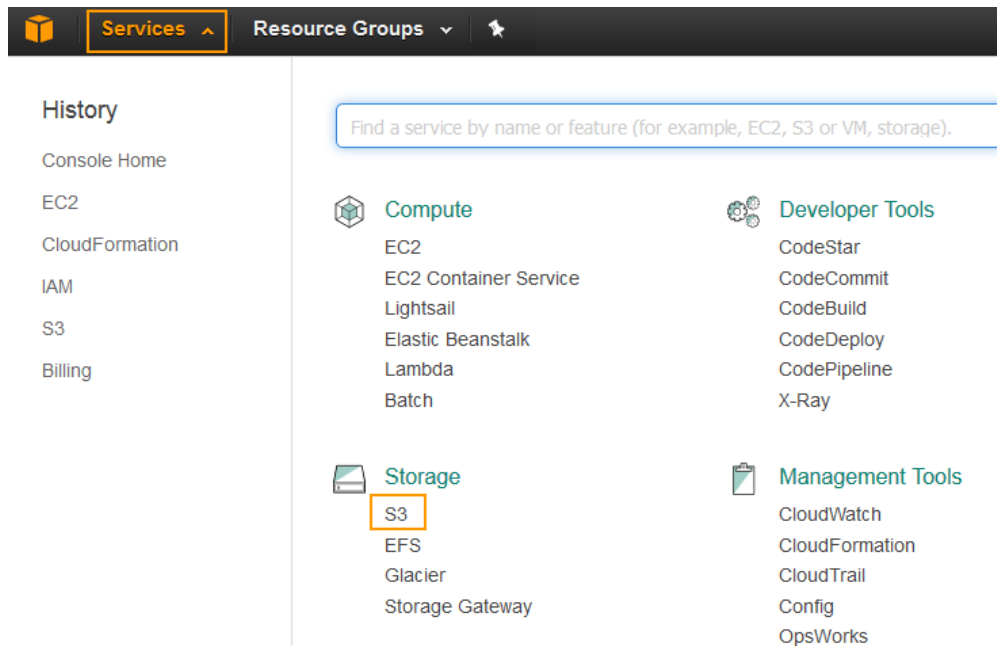 Services
Resource Groups
History
Console Home
EC2
CloudFormation
IAM
S3
Billing
Find a service by name or feature (for example, EC2, S3 or VM, storage).
Compute
EC2
EC2 Container Service
Lightsail
Elastic Beanstalk
Lambda
Batch
Developer Tools
CodeStar
CodeCommit
CodeBuild
CodeDeploy
CodePipeline
X-Ray
Storage
S3
EFS
Glacier
Storage Gateway
Management Tools
CloudWatch
CloudFormation
CloudTrail
Config
OpsWorks